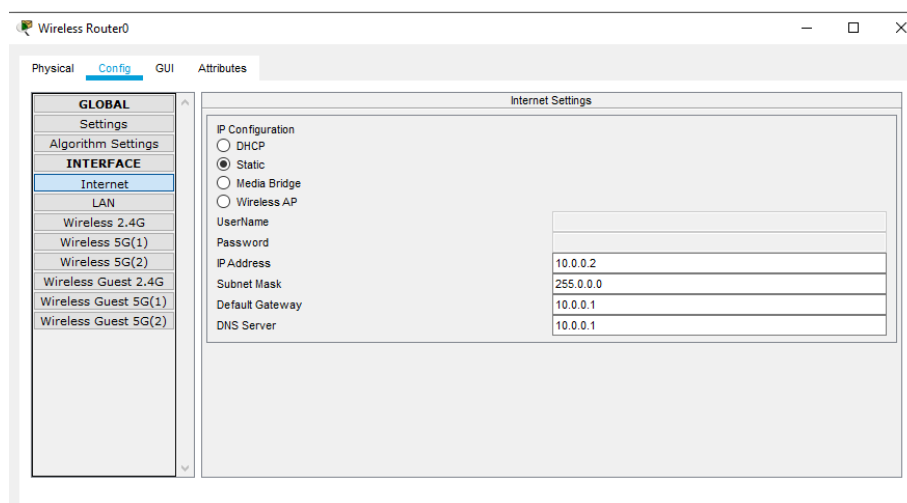 Wireless Router0
Physical Config GUI Attributes
GLOBAL
Settings
Algorithm Settings
INTERFACE
Internet
LAN
Wireless 2.4G
Wireless 5G(1)
Wireless 5G(2)
Wireless Guest 2.4G
Wireless Guest 5G(1)
Wireless Guest 5G(2)
Internet Settings
IP Configuration
DHCP
Static
Media Bridge
Wireless AP
UserName
Password
IP Address 10.0.0.2
Subnet Mask 255.0.0.0
Default Gateway 10.0.0.1
DNS Server 10.0.0.1